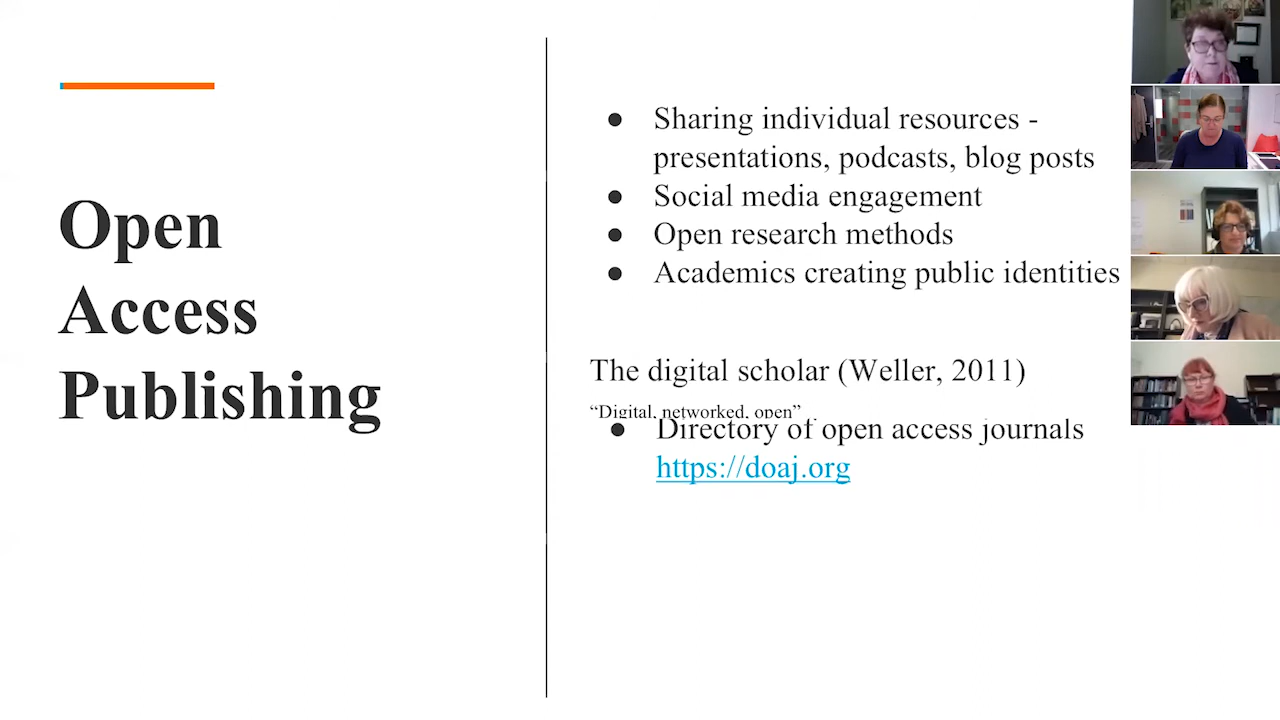 Open
Access
Publishing
● Sharing individual resources -
presentations, podcasts, blog posts
● Social media engagement
● Open research methods
● Academics creating public identities
The digital scholar (Weller, 2011)
“Digital, networked, open”
● Directory of open access journals
https://doaj.org